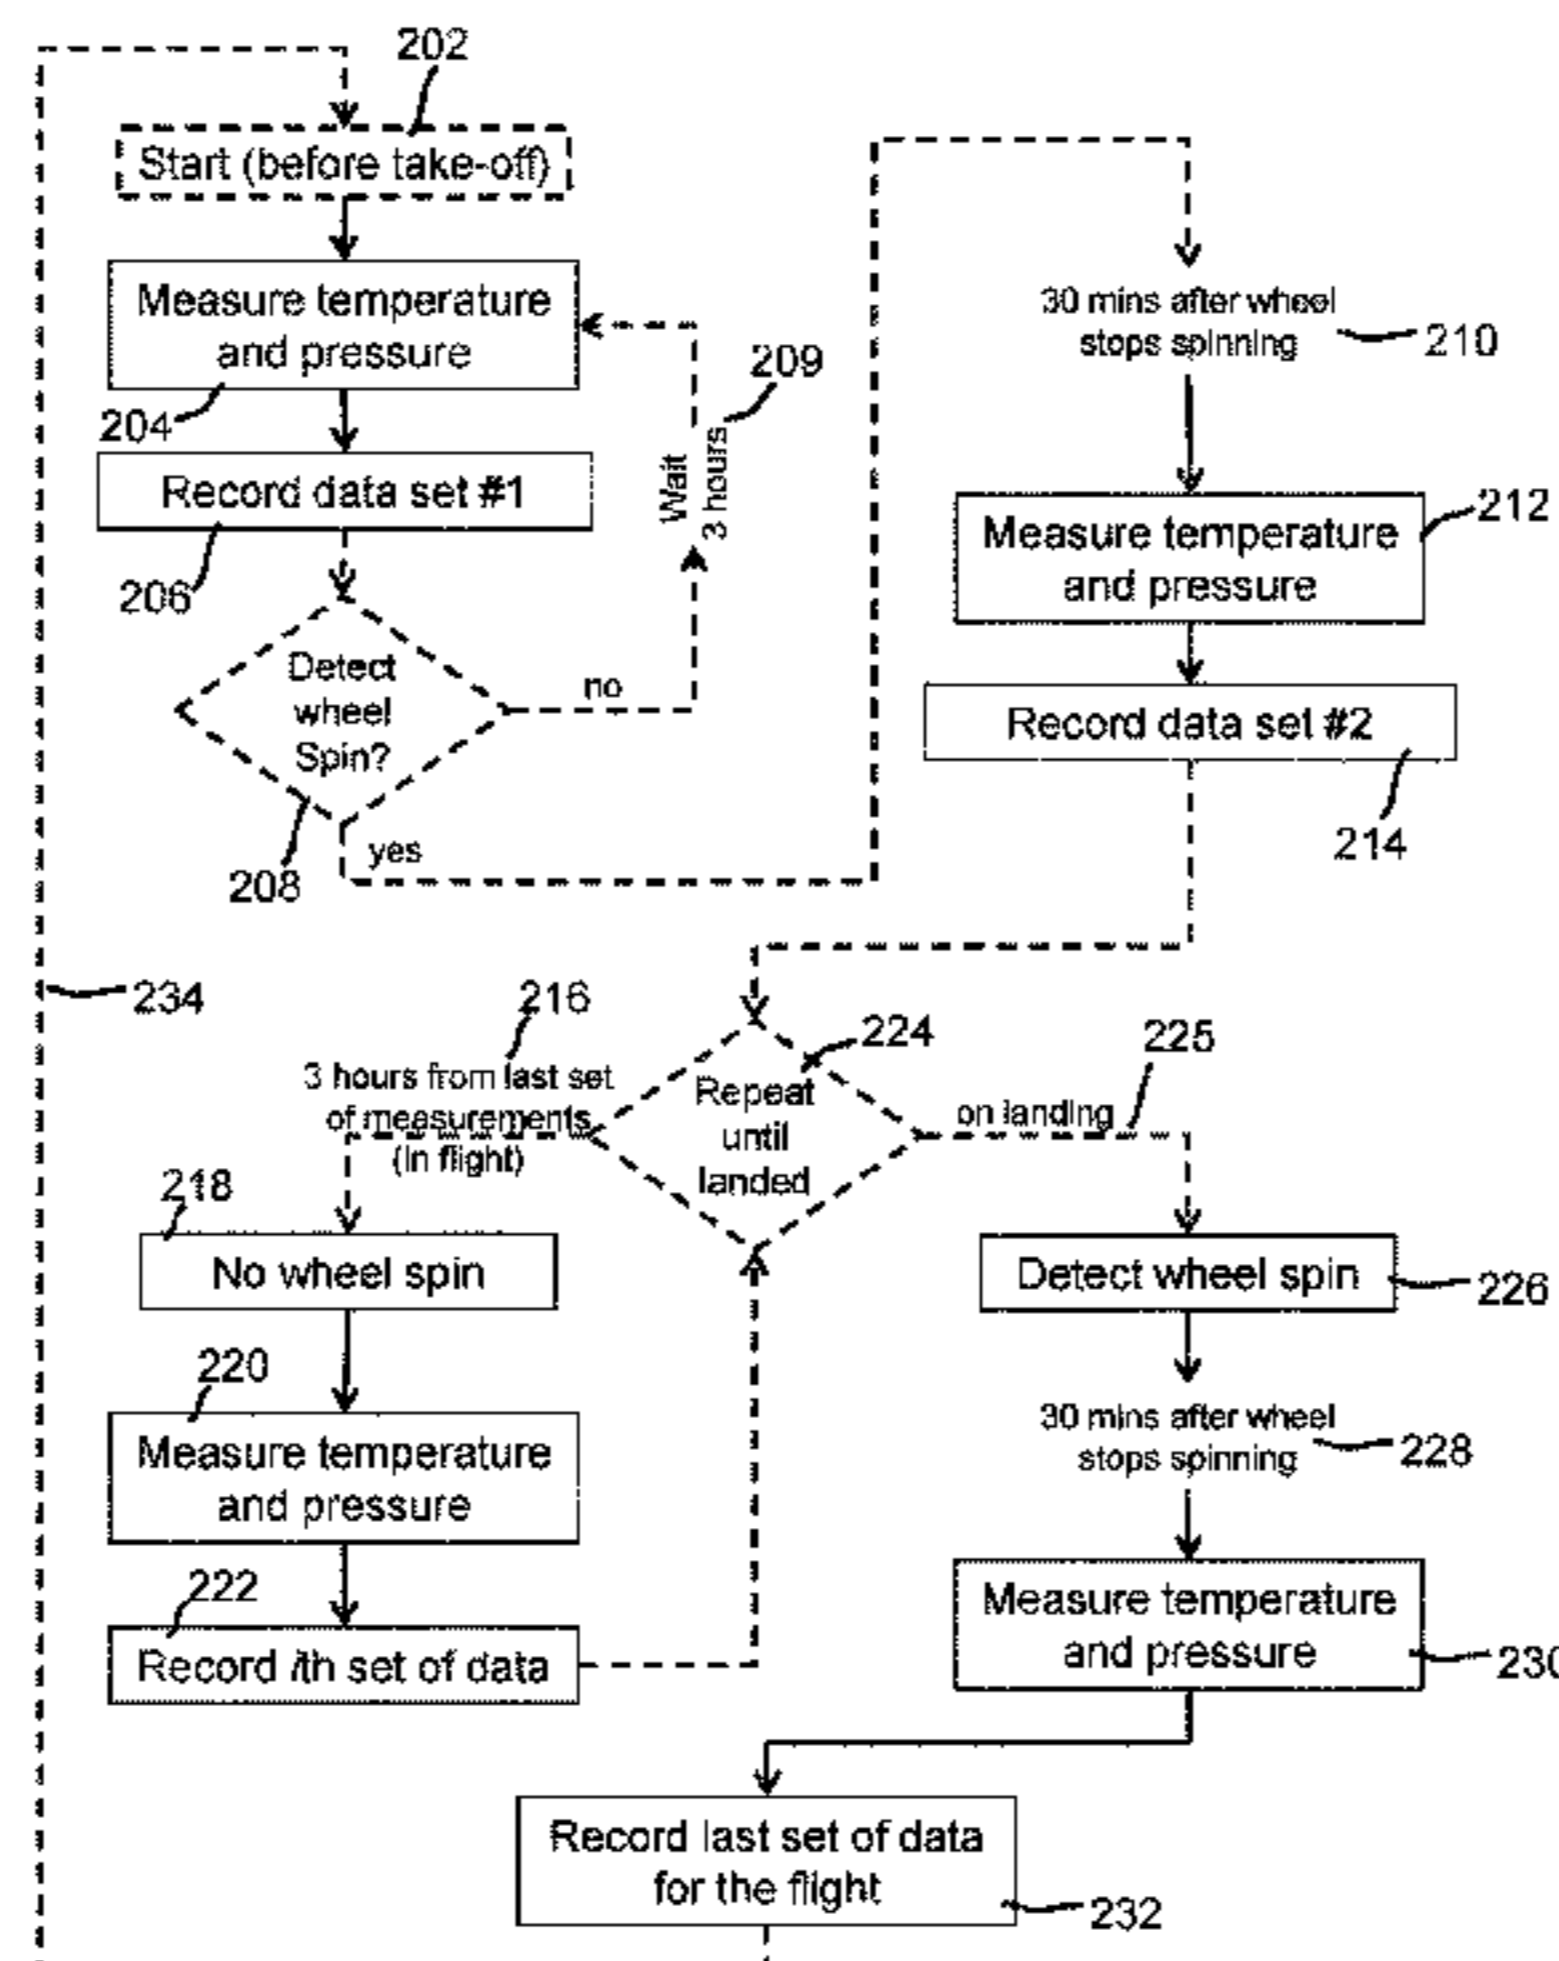 202
Start (before take-off)
Measure temperature
and pressure
204
209
Wait
3 hours
Record data set #1
206
Detect
wheel
Spin?
no
yes
208
30 mins after wheel
stops spinning
210
212
Measure temperature
and pressure
Record data set #2
214
234
216
3 hours from last set
of measurements
(In flight)
224
Repeat
until
landed
225
on landing
218
No wheel spin
220
Measure temperature
and pressure
222
Record ith set of data
Detect wheel spin
226
30 mins after wheel
stops spinning
228
Measure temperature
and pressure
230
Record last set of data
for the flight
232